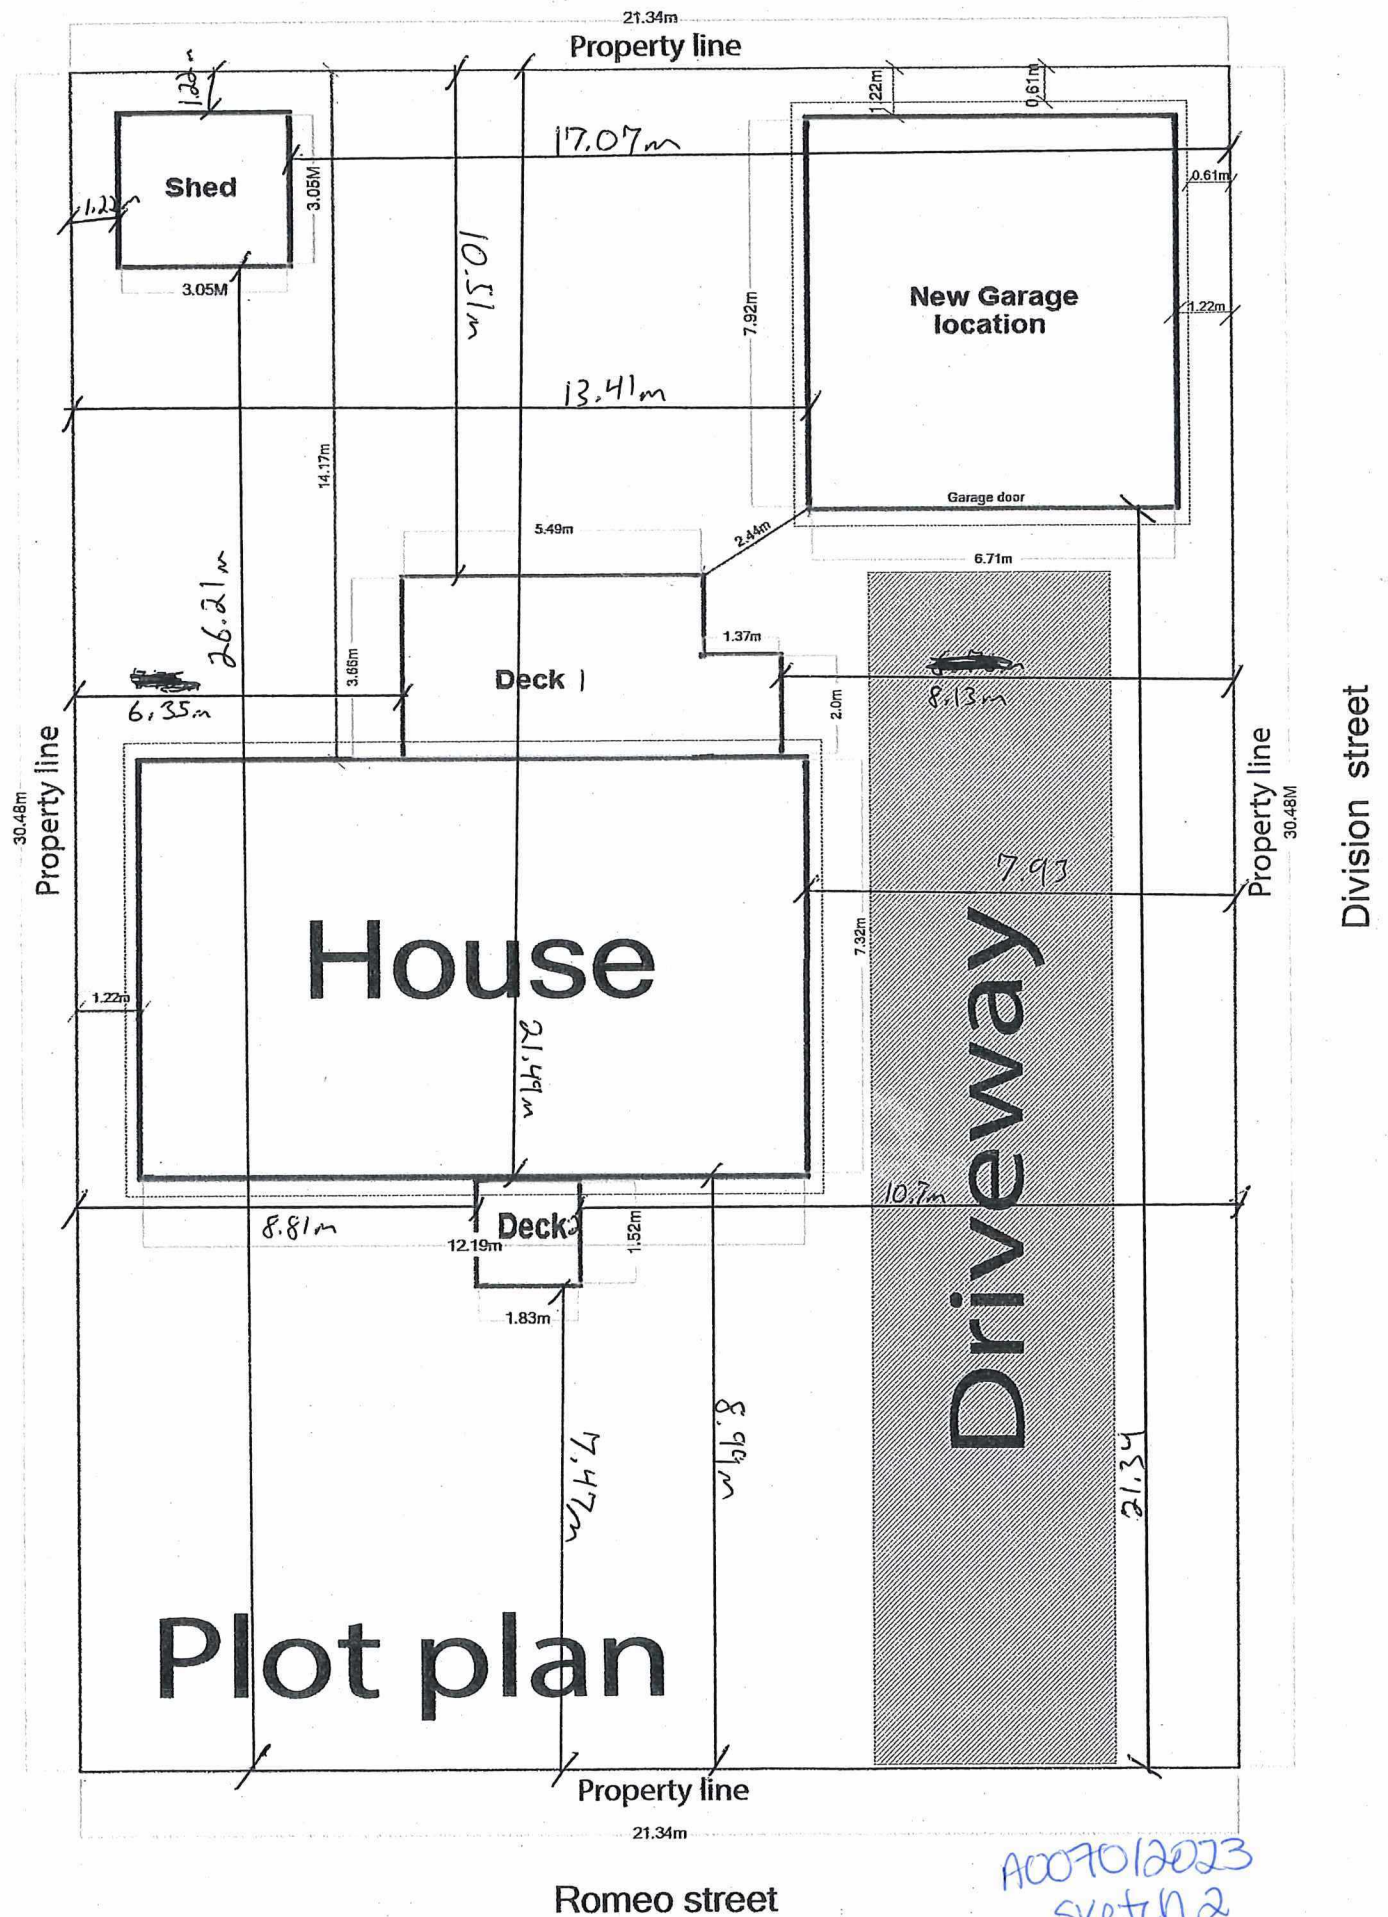 21.34m
Property line
1.22m
1.22m
0.61m
17.07m
Shed
3.05M
0.61m
1.22m
3.05M
10.51m
7.92m
New Garage
location
1.22m
13.41m
14.17m
Garage door
5.49m
2.44m
6.71m
26.21m
1.37m
3.66m
Deck 1
6.35m
2.0m
8.13m
Property line
30.48m
Property line
30.48M
Division street
7.93
House
7.32m
1.22m
21.49m
Driveway
10.7m
8.81m
Deck2
12.19m
1.52m
1.83m
7.47m
8.99m
21.34
Plot plan
Property line
21.34m
Romeo street
A007012023
sketch 2